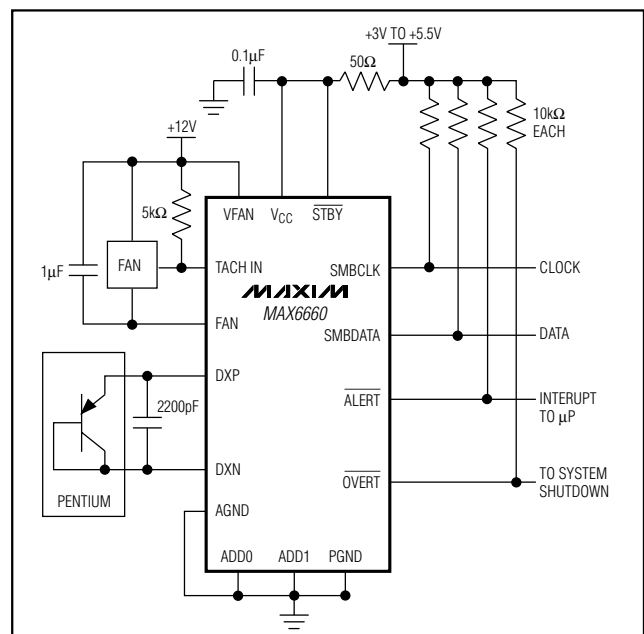 +3V TO +5.5V
0.1µF
50Ω
10kΩ
EACH
+12V
5kΩ
VFAN
VCC
STBY
1µF
FAN
TACH IN
SMBCLK
CLOCK
MAXIM
MAX6660
FAN
SMBDATA
DATA
DXP
2200pF
ALERT
INTERUPT
TO µP
DXN
OVERT
TO SYSTEM
SHUTDOWN
PENTIUM
AGND
ADD0
ADD1
PGND